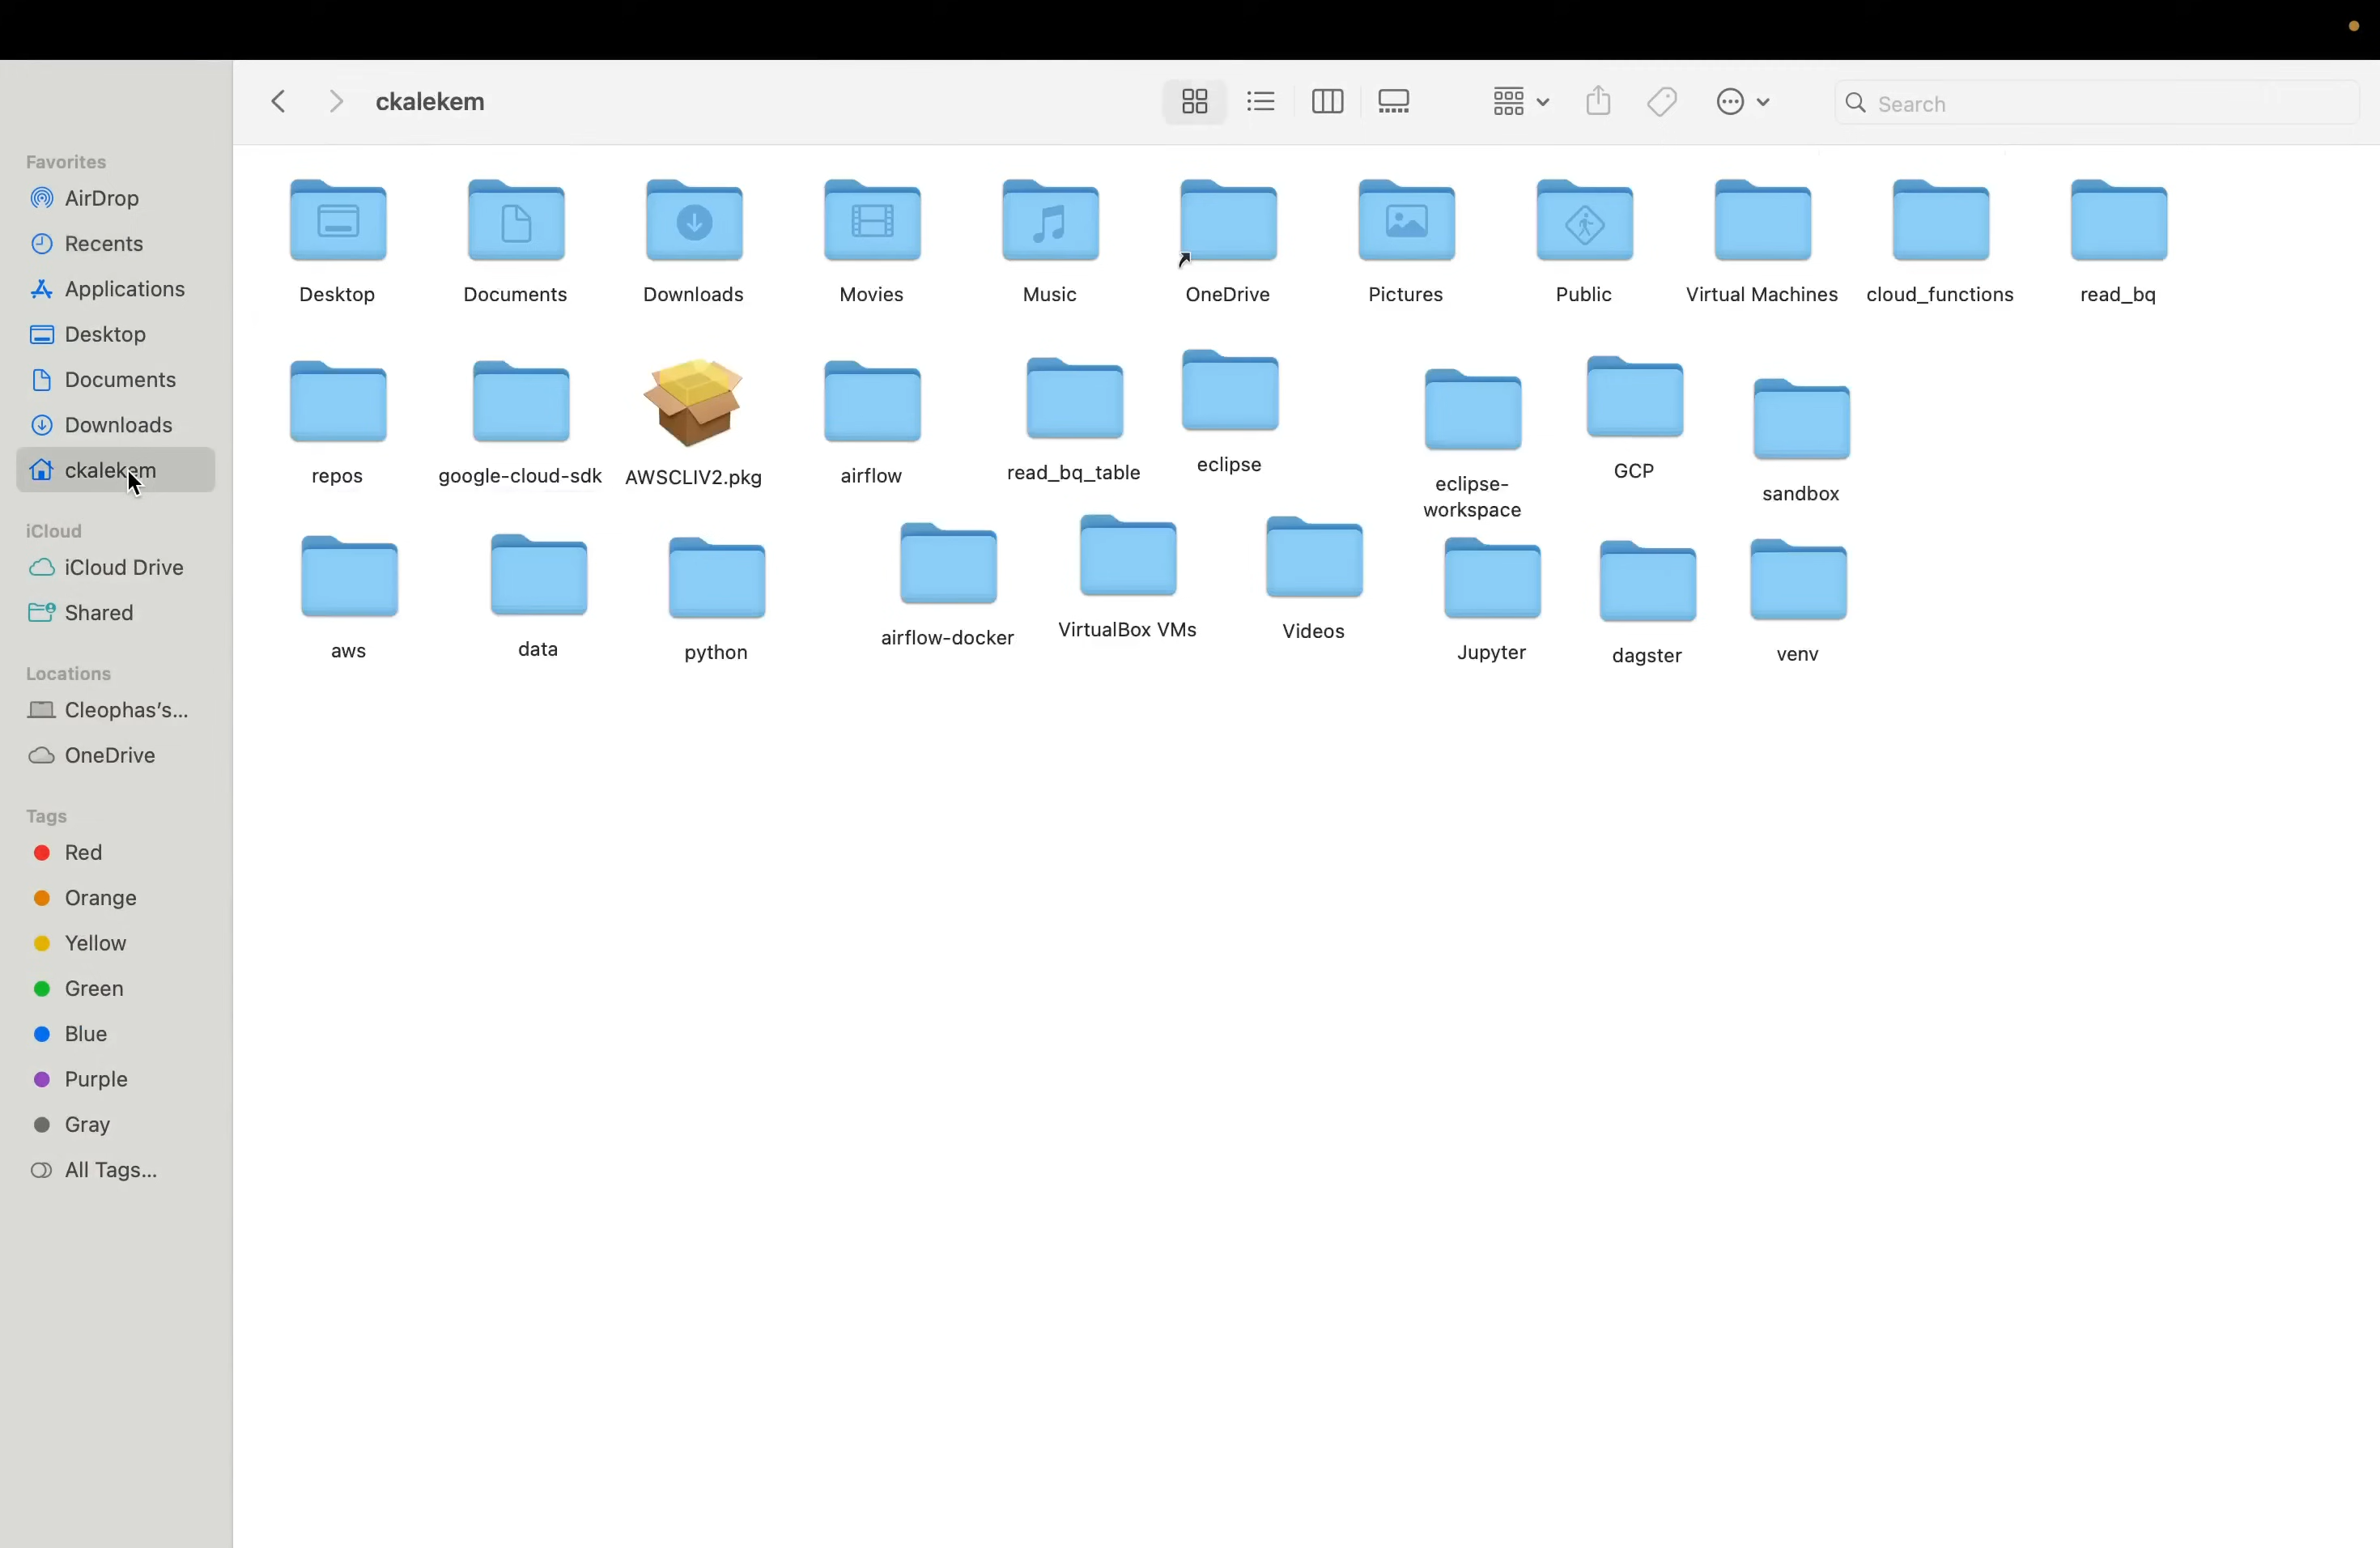 ckalekem
Search
Favorites
AirDrop
Recents
Applications
Desktop
Documents
Downloads
ckalekem
iCloud
iCloud Drive
Shared
Locations
Cleophas's...
OneDrive
Tags
Red
Orange
Yellow
Green
Blue
Purple
Gray
All Tags...
Desktop
Documents
Downloads
Movies
Music
OneDrive
Pictures
Public
Virtual Machines
cloud_functions
read_bq
repos
google-cloud-sdk
AWSCLIV2.pkg
airflow
read_bq_table
eclipse
eclipse-
workspace
GCP
sandbox
aws
data
python
airflow-docker
VirtualBox VMs
Videos
Jupyter
dagster
venv